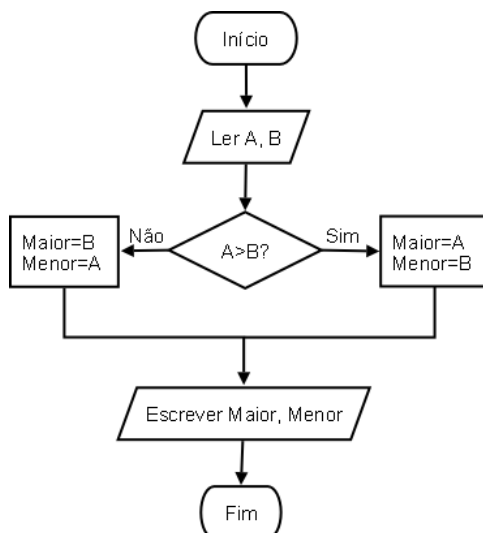 Início
Ler A, B
A>B?
Não
Sim
Maior=B
Menor=A
Maior=A
Menor=B
Escrever Maior, Menor
Fim